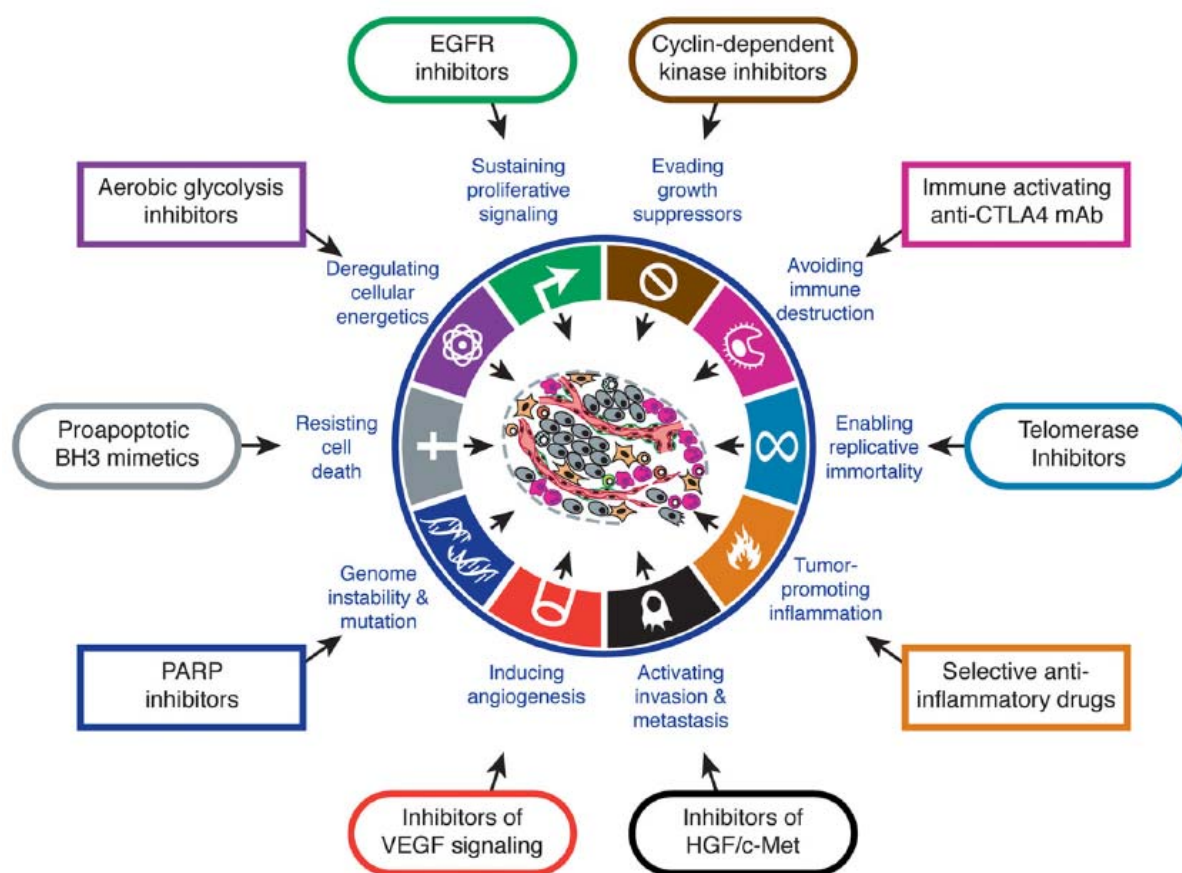 EGFR
inhibitors
Cyclin-dependent
kinase inhibitors
Sustaining
proliferative
signaling
Evading
growth
suppressors
Aerobic glycolysis
inhibitors
Immune activating
anti-CTLA4 mAb
Deregulating
cellular
energetics
Avoiding
immune
destruction
Proapoptotic
BH3 mimetics
Resisting
cell
death
Enabling
replicative
immortality
Telomerase
Inhibitors
Genome
instability &
mutation
Tumor-
promoting
inflammation
PARP
inhibitors
Inducing
angiogenesis
Activating
invasion &
metastasis
Selective anti-
inflammatory drugs
Inhibitors of
VEGF signaling
Inhibitors of
HGF/c-Met